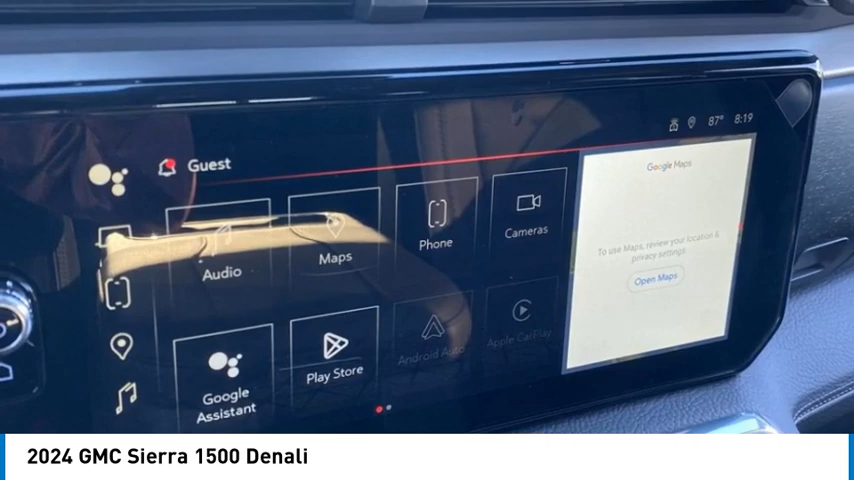 Guest
87° 8:19
Google Maps
Audio
Maps
Phone
Cameras
To use Maps, review your location &
privacy settings.
Open Maps
Google
Assistant
Play Store
Android Auto
Apple CarPlay
2024 GMC Sierra 1500 Denali